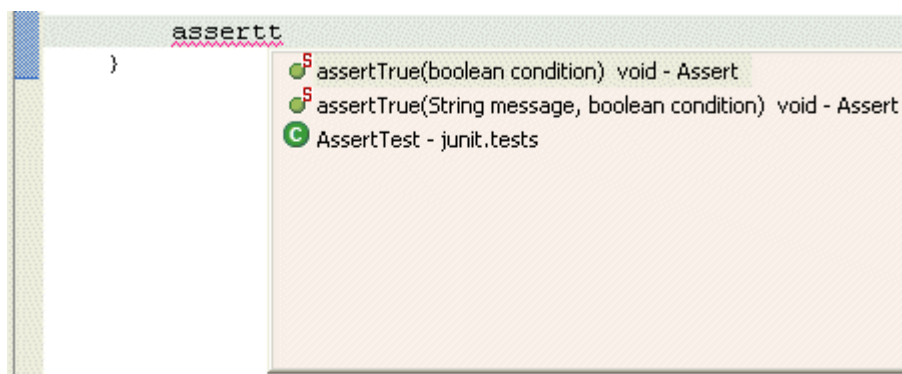 assertt
}
S assertTrue(boolean condition) void - Assert
S assertTrue(String message, boolean condition) void - Assert
C AssertTest - junit.tests